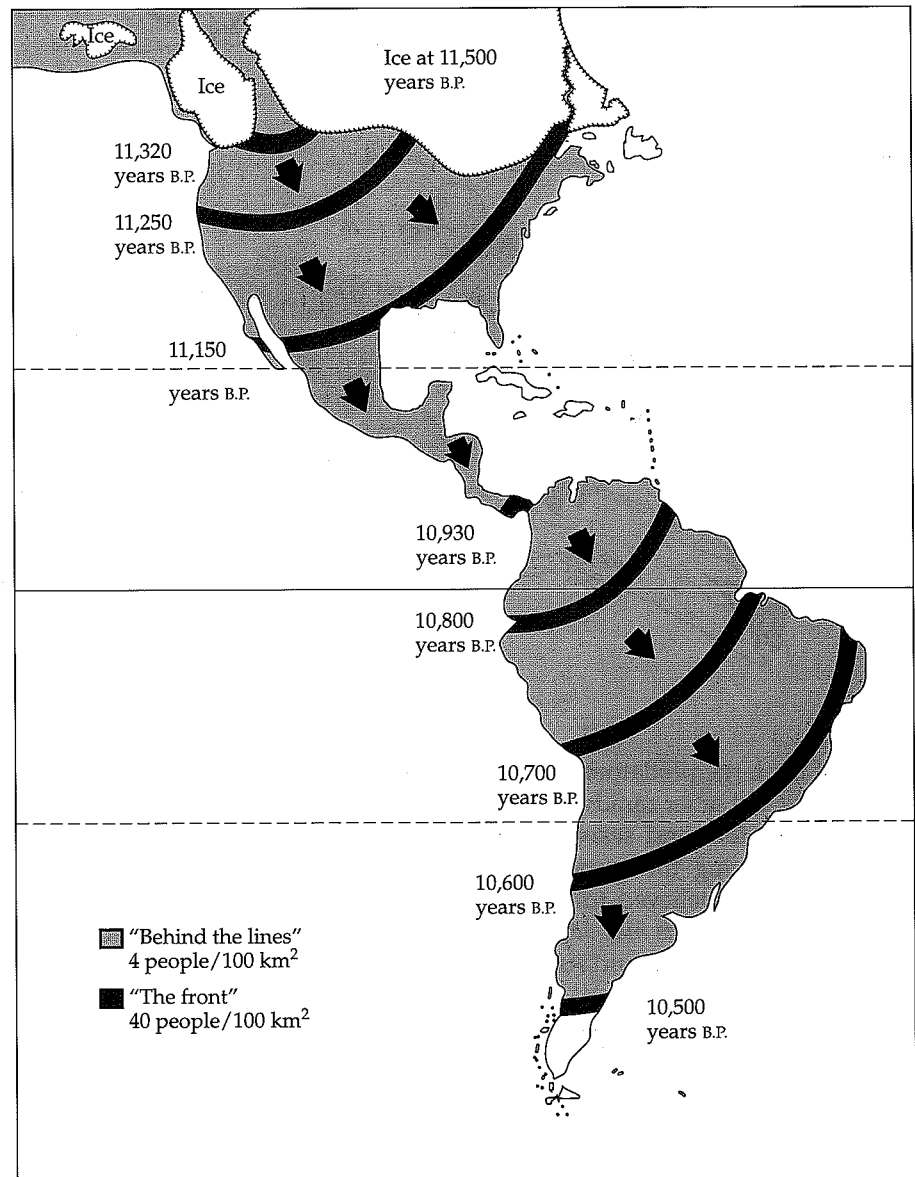 Ice
Ice
Ice at 11,500
years B.P.
11,320
years B.P.
11,250
years B.P.
11,150
years B.P.
10,930
years B.P.
10,800
years B.P.
10,700
years B.P.
10,600
years B.P.
10,500
years B.P.
"Behind the lines"
4 people/100 km²
"The front"
40 people/100 km²